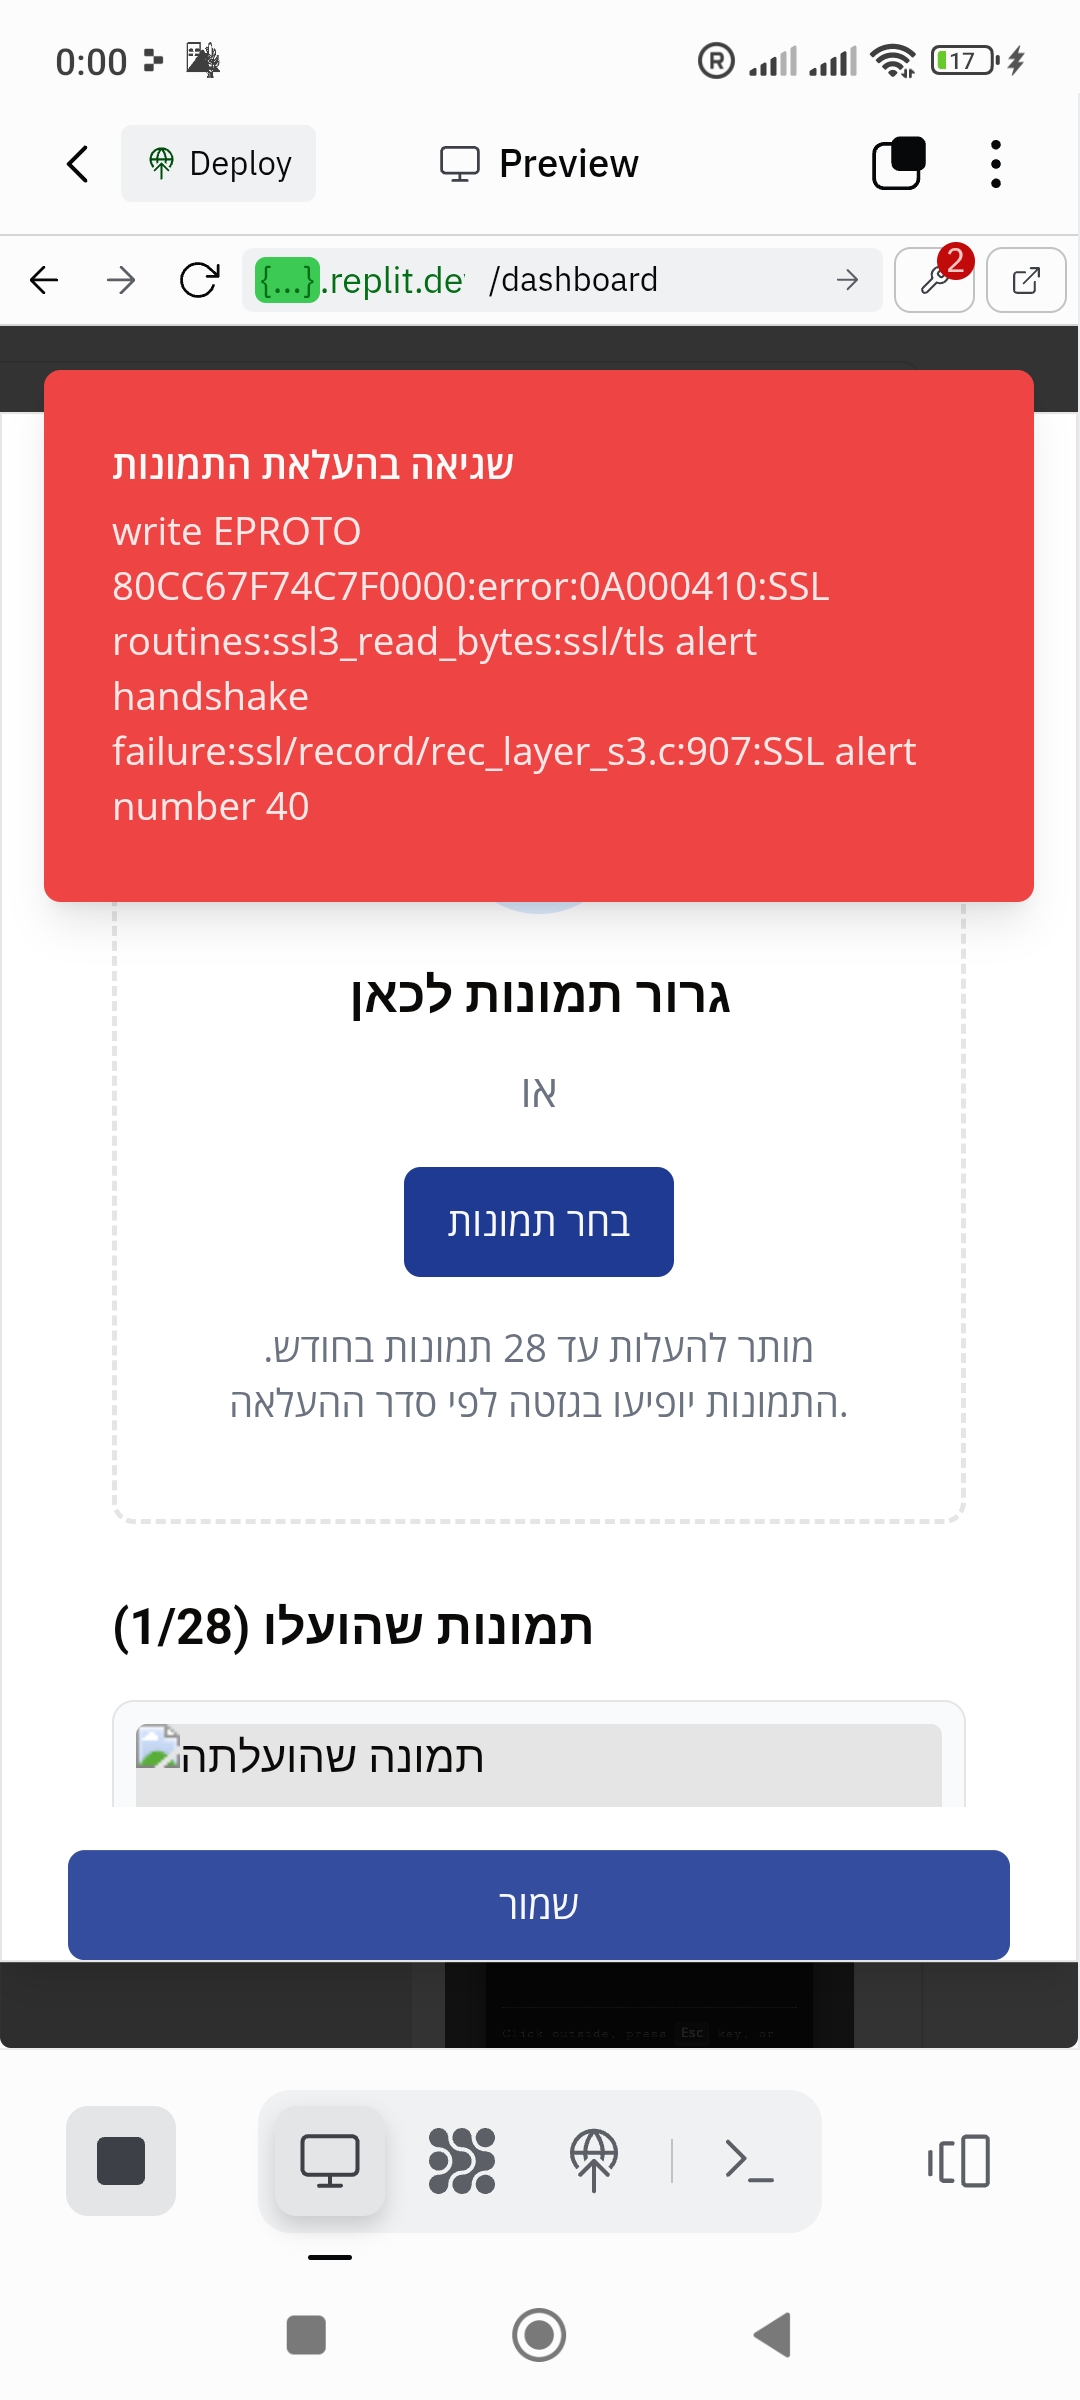 0:00
17
Deploy
Preview
{...}.replit.de
/dashboard
2
שגיאה בהעלאת התמונות
write EPROTO
80CC67F74C7F0000:error:0A000410:SSL
routines:ssl3_read_bytes:ssl/tls alert
handshake
failure:ssl/record/rec_layer_s3.c:907:SSL alert
number 40
גרור תמונות לכאן
או
בחר תמונות
מותר להעלות עד 28 תמונות בחודש.
התמונות יופיעו בגזטה לפי סדר ההעלאה.
תמונות שהועלו (1/28)
תמונה שהועלתה
שמור
Click outside, press Esc key, or